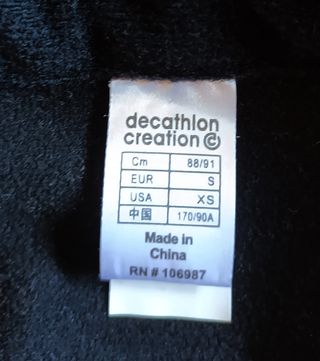 decathlon
creation
Cm 88/91
EUR S
USA XS
中国 170/90A
Made in
China
RN # 106987